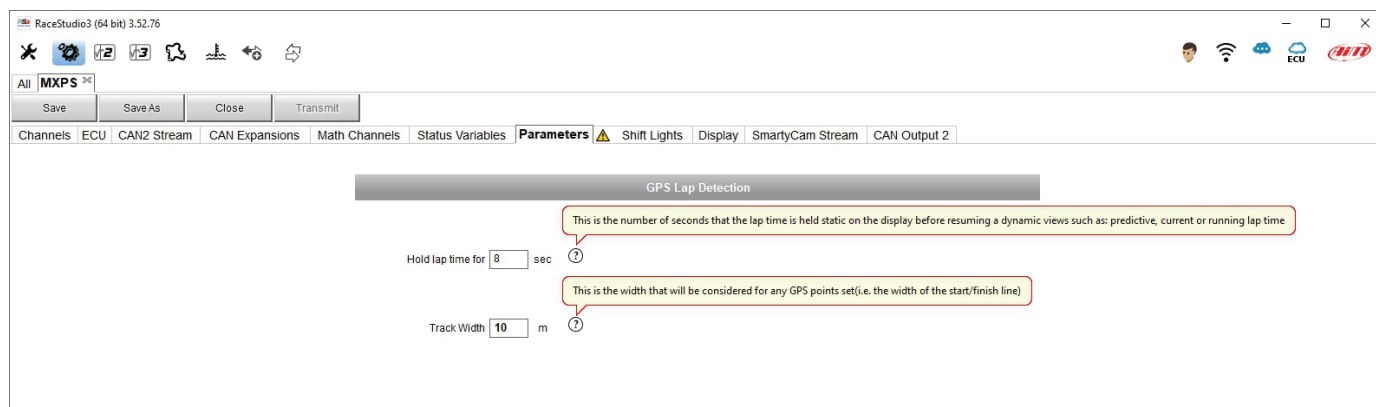 RaceStudio3 (64 bit) 3.52.76
2 3 ECU AiM
All MXPS
Save Save As Close Transmit
Channels ECU CAN2 Stream CAN Expansions Math Channels Status Variables Parameters Shift Lights Display SmartyCam Stream CAN Output 2
GPS Lap Detection
This is the number of seconds that the lap time is held static on the display before resuming a dynamic views such as: predictive, current or running lap time
Hold lap time for 8 sec ?
This is the width that will be considered for any GPS points set(i.e. the width of the start/finish line)
Track Width 10 m ?